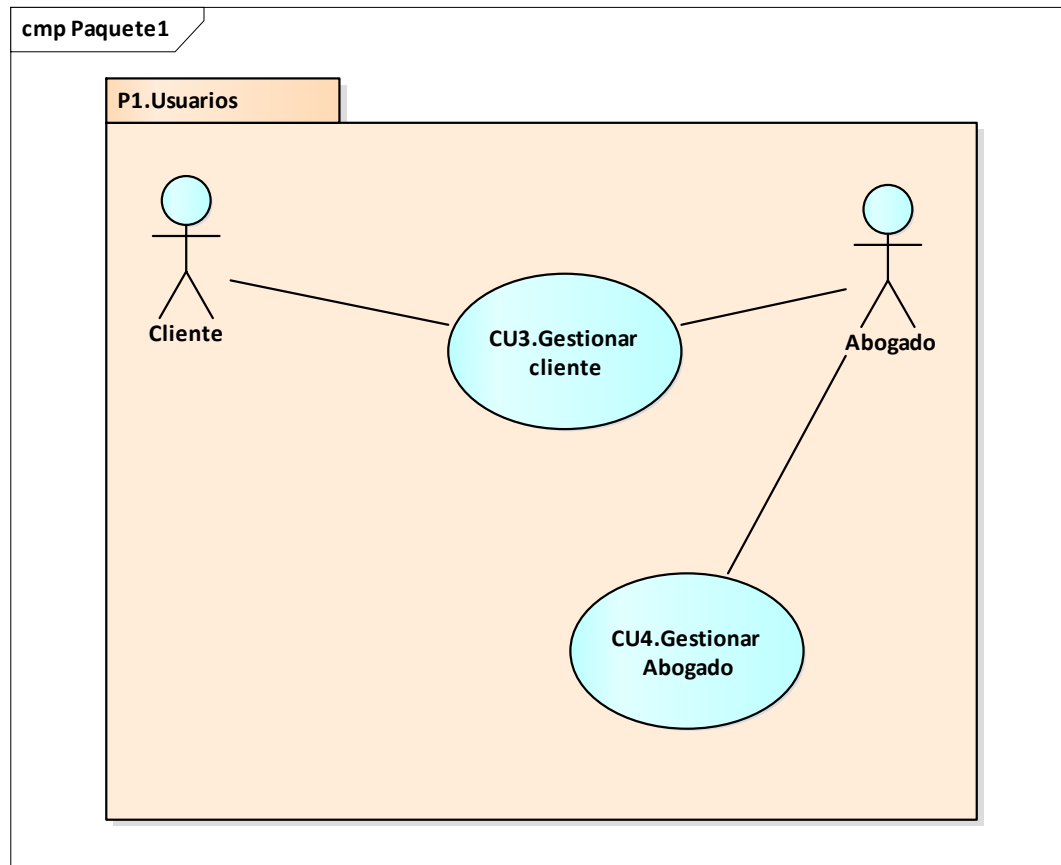 cmp Paquete1
P1.Usuarios
Cliente
CU3.Gestionar
cliente
Abogado
CU4.Gestionar
Abogado